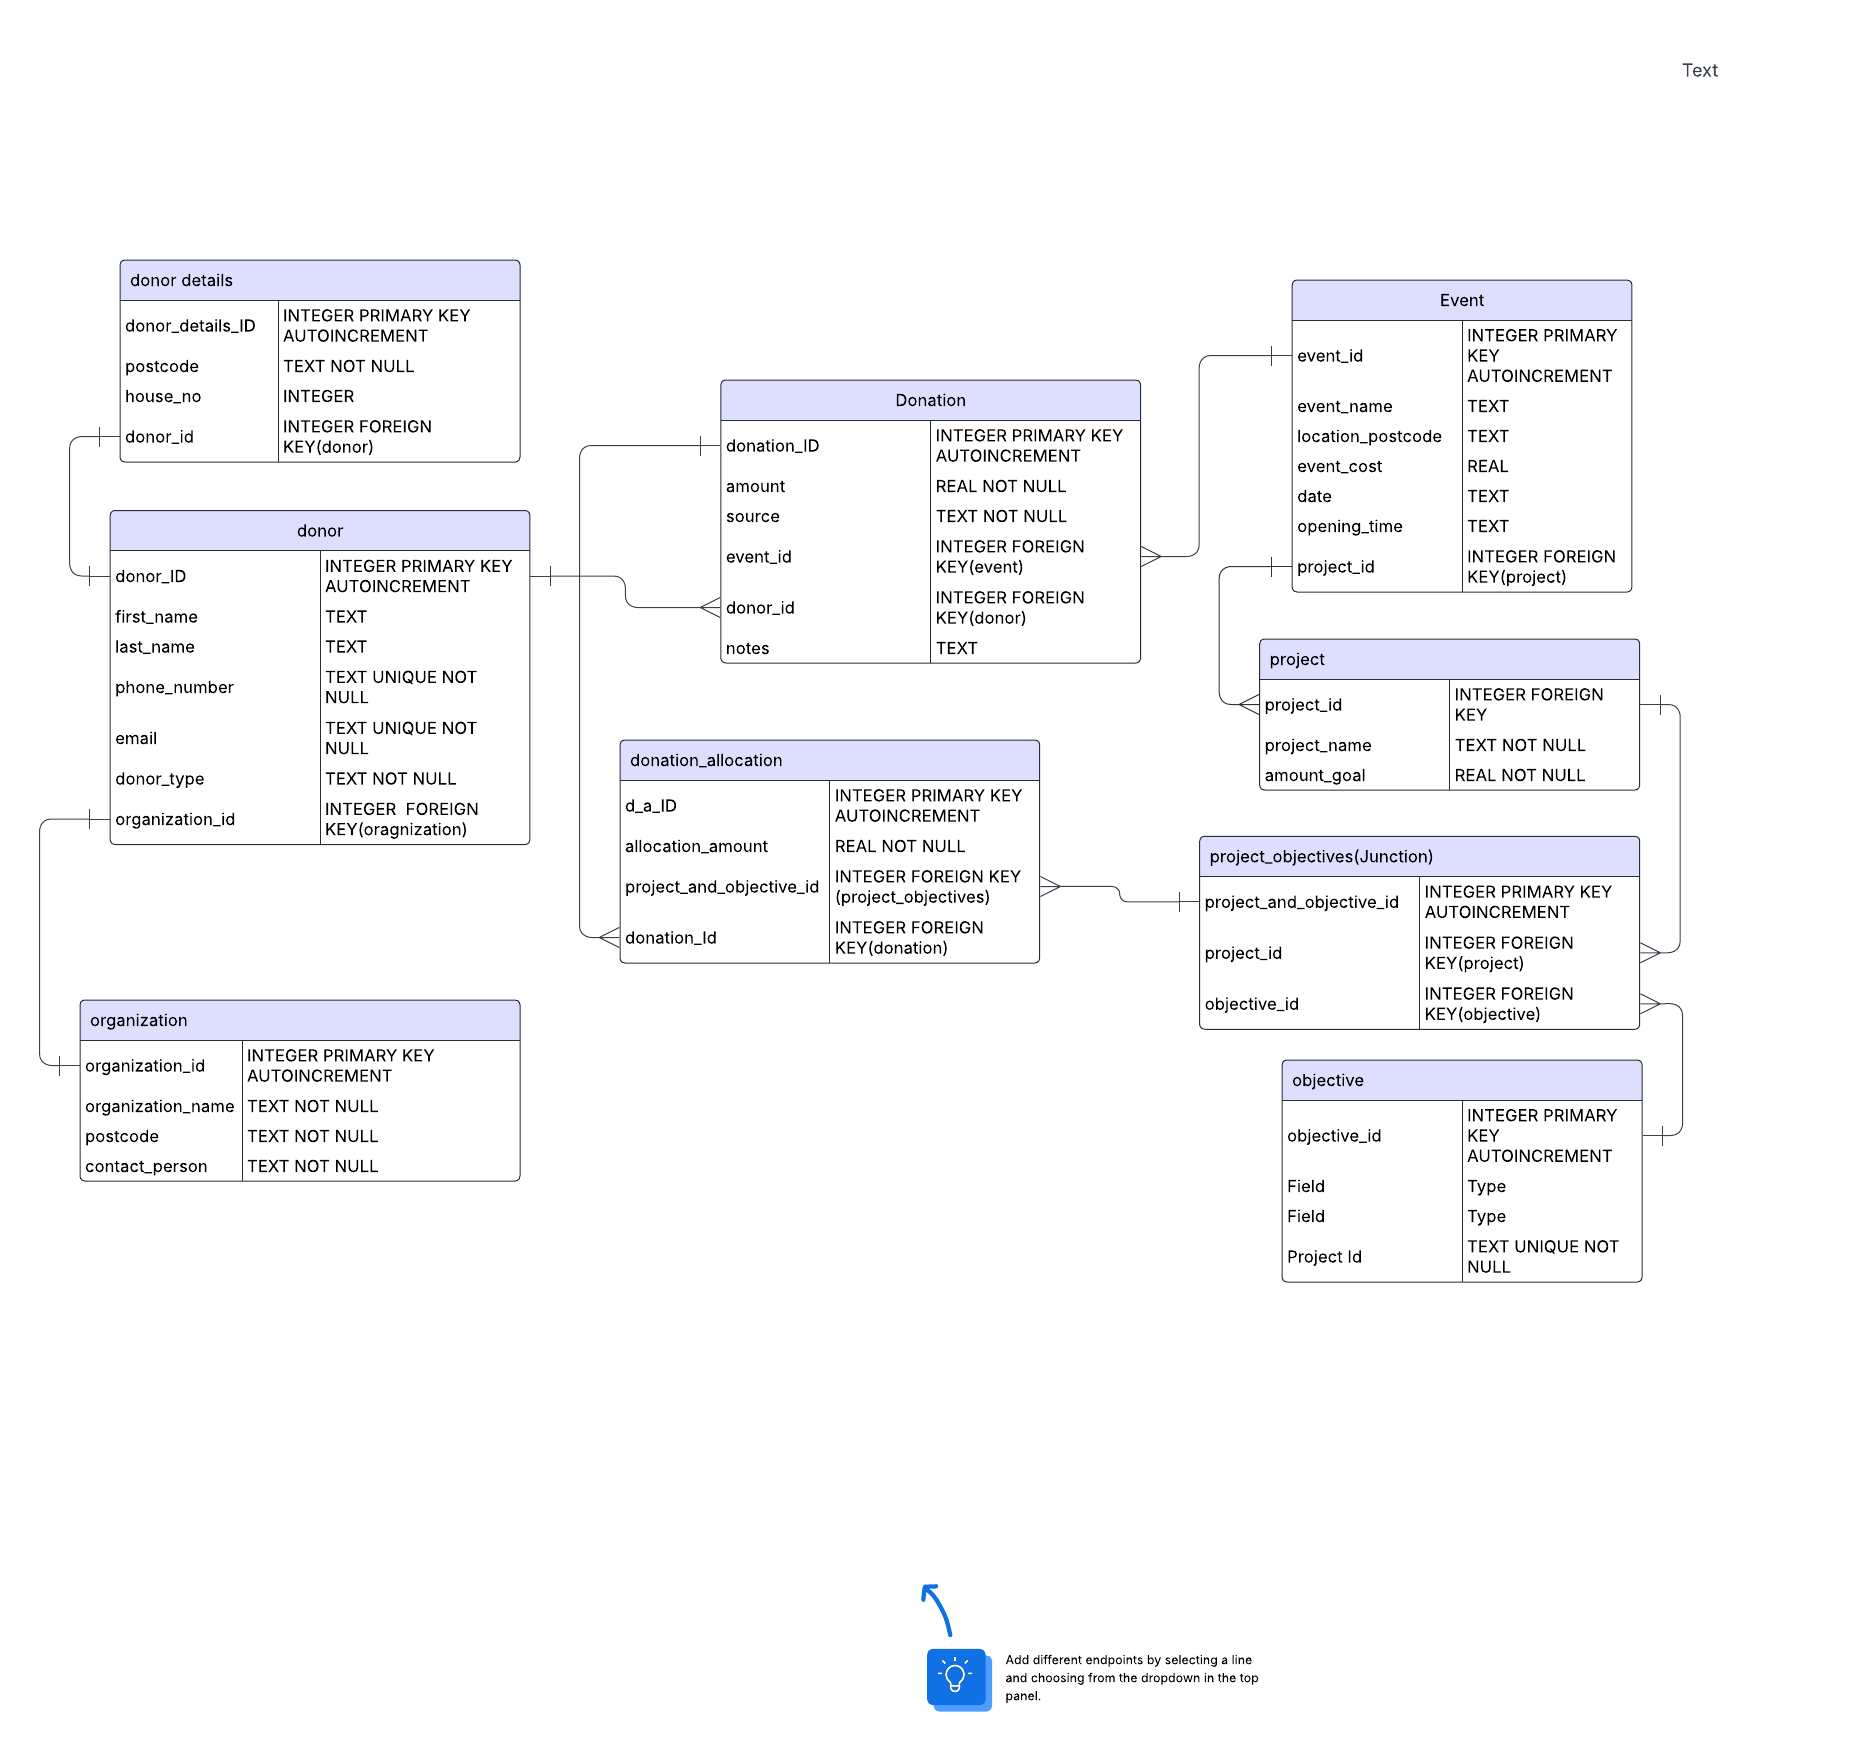 Text
donor details
donor_details_ID
INTEGER PRIMARY KEY
AUTOINCREMENT
postcode
TEXT NOT NULL
house_no
INTEGER
donor_id
INTEGER FOREIGN
KEY(donor)
donor
donor_ID
INTEGER PRIMARY KEY
AUTOINCREMENT
first_name
TEXT
last_name
TEXT
phone_number
TEXT UNIQUE NOT
NULL
email
TEXT UNIQUE NOT
NULL
donor_type
TEXT NOT NULL
organization_id
INTEGER  FOREIGN
KEY(oragnization)
organization
organization_id
INTEGER PRIMARY KEY
AUTOINCREMENT
organization_name
TEXT NOT NULL
postcode
TEXT NOT NULL
contact_person
TEXT NOT NULL
Donation
donation_ID
INTEGER PRIMARY KEY
AUTOINCREMENT
amount
REAL NOT NULL
source
TEXT NOT NULL
event_id
INTEGER FOREIGN
KEY(event)
donor_id
INTEGER FOREIGN
KEY(donor)
notes
TEXT
donation_allocation
d_a_ID
INTEGER PRIMARY KEY
AUTOINCREMENT
allocation_amount
REAL NOT NULL
project_and_objective_id
INTEGER FOREIGN KEY
(project_objectives)
donation_Id
INTEGER FOREIGN
KEY(donation)
Event
event_id
INTEGER PRIMARY
KEY
AUTOINCREMENT
event_name
TEXT
location_postcode
TEXT
event_cost
REAL
date
TEXT
opening_time
TEXT
project_id
INTEGER FOREIGN
KEY(project)
project
project_id
INTEGER FOREIGN
KEY
project_name
TEXT NOT NULL
amount_goal
REAL NOT NULL
project_objectives(Junction)
project_and_objective_id
INTEGER PRIMARY KEY
AUTOINCREMENT
project_id
INTEGER FOREIGN
KEY(project)
objective_id
INTEGER FOREIGN
KEY(objective)
objective
objective_id
INTEGER PRIMARY
KEY
AUTOINCREMENT
Field
Type
Field
Type
Project Id
TEXT UNIQUE NOT
NULL
Add different endpoints by selecting a line
and choosing from the dropdown in the top
panel.